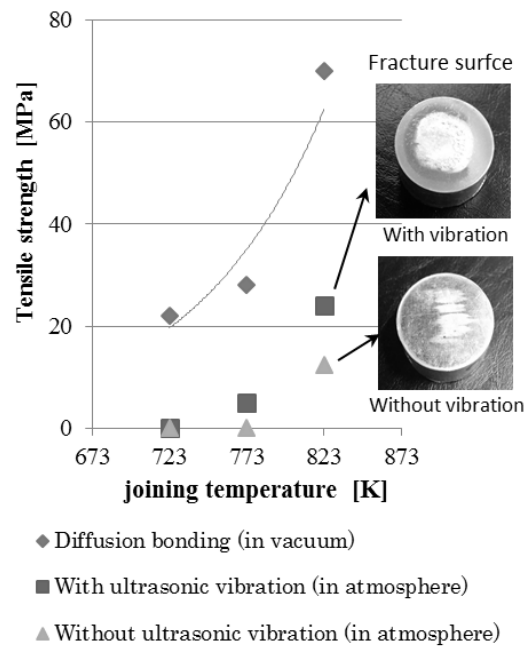 80
60
40
20
0
Tensile strength [MPa]
673 723 773 823 873
joining temperature [K]
Fracture surfce
With vibration
Without vibration
Diffusion bonding (in vacuum)
With ultrasonic vibration (in atmosphere)
Without ultrasonic vibration (in atmosphere)